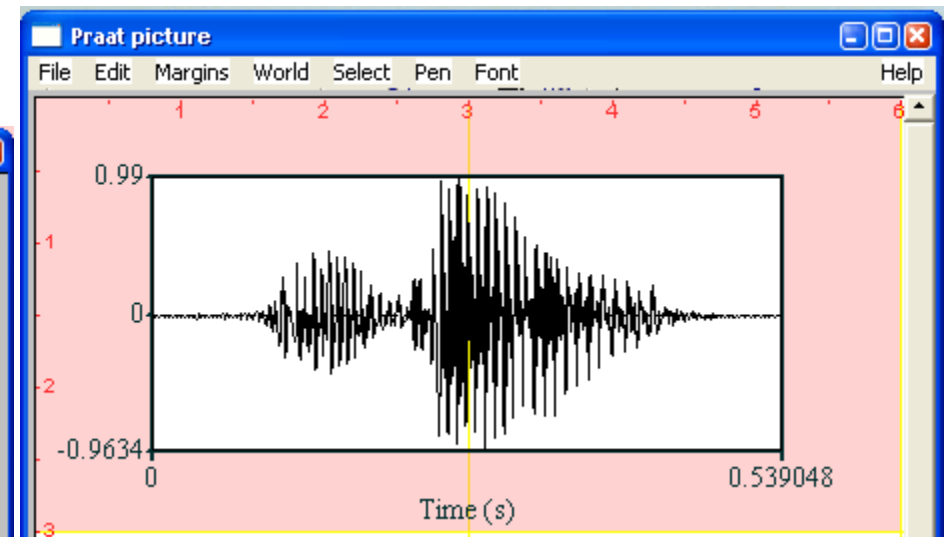 Praat picture
File Edit Margins World Select Pen Font Help
1 2 3 4 5 6
0.99
1
0
2
-0.9634
0 0.539048
Time (s)
3